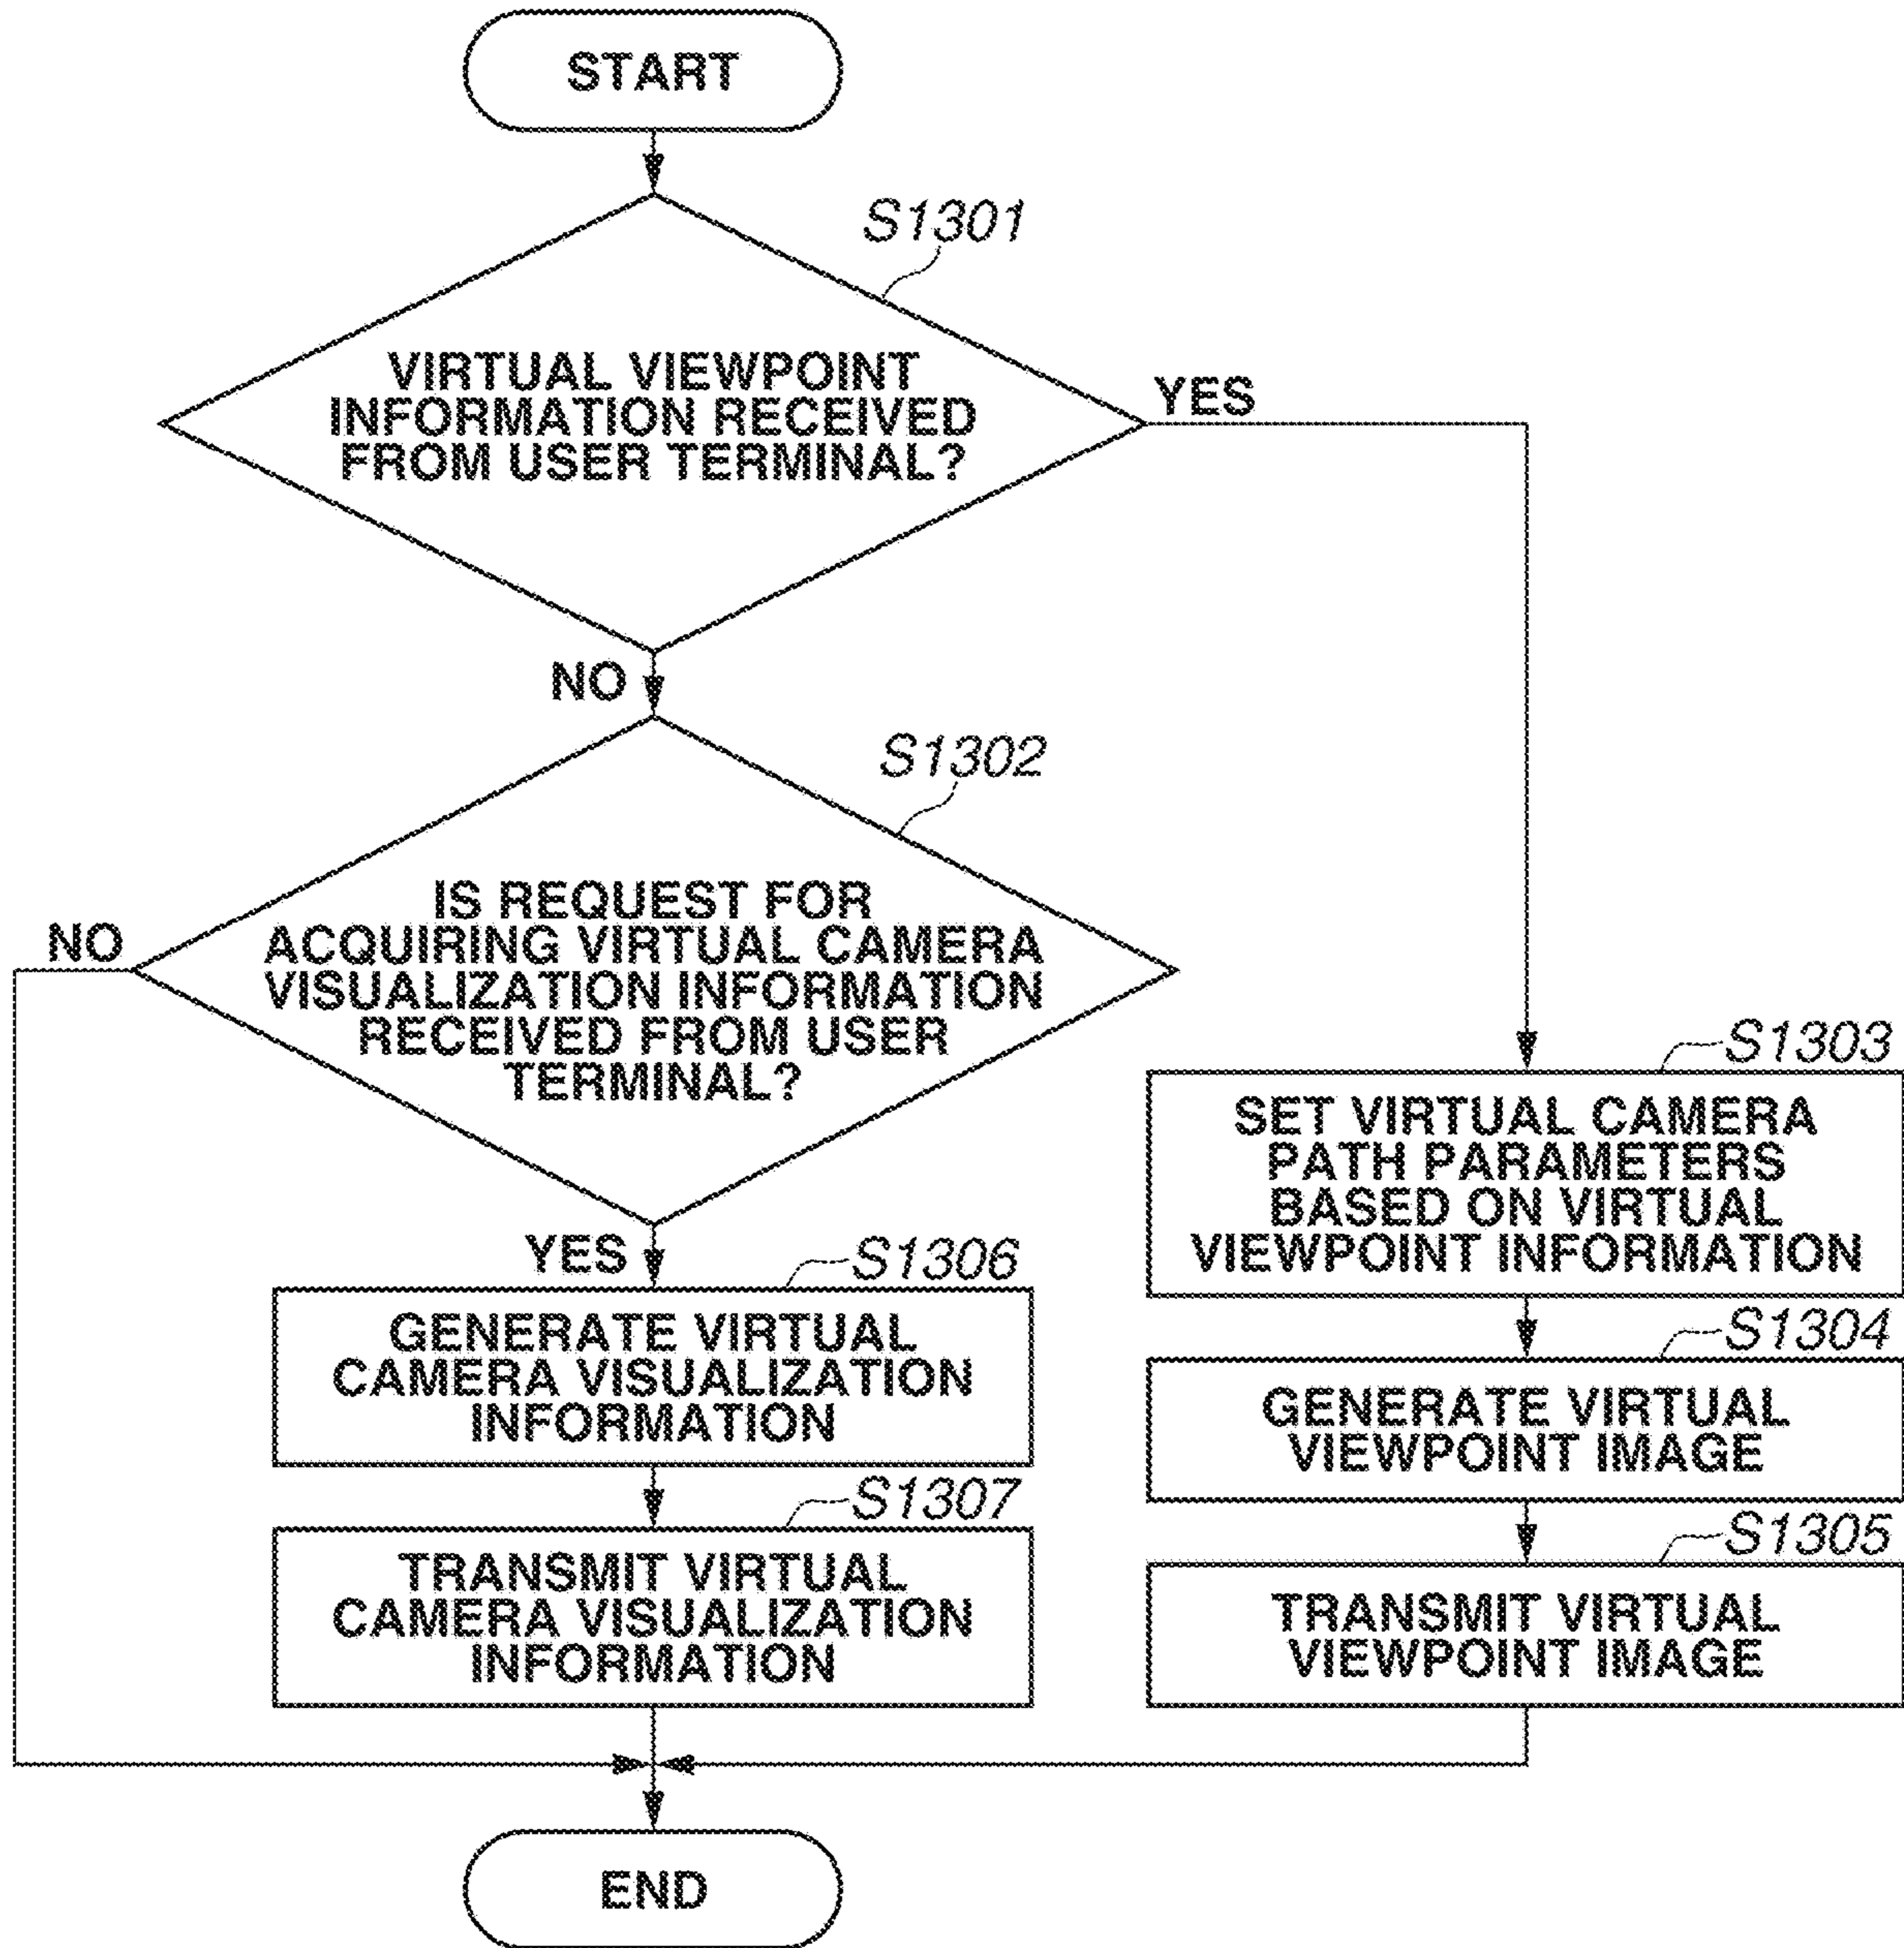 START
S1301
VIRTUAL VIEWPOINT
INFORMATION RECEIVED
FROM USER TERMINAL?
YES
NO
S1302
IS REQUEST FOR
ACQUIRING VIRTUAL CAMERA
VISUALIZATION INFORMATION
RECEIVED FROM USER
TERMINAL?
NO
YES
S1303
SET VIRTUAL CAMERA
PATH PARAMETERS
BASED ON VIRTUAL
VIEWPOINT INFORMATION
S1306
GENERATE VIRTUAL
CAMERA VISUALIZATION
INFORMATION
S1304
GENERATE VIRTUAL
VIEWPOINT IMAGE
S1307
TRANSMIT VIRTUAL
CAMERA VISUALIZATION
INFORMATION
S1305
TRANSMIT VIRTUAL
VIEWPOINT IMAGE
END